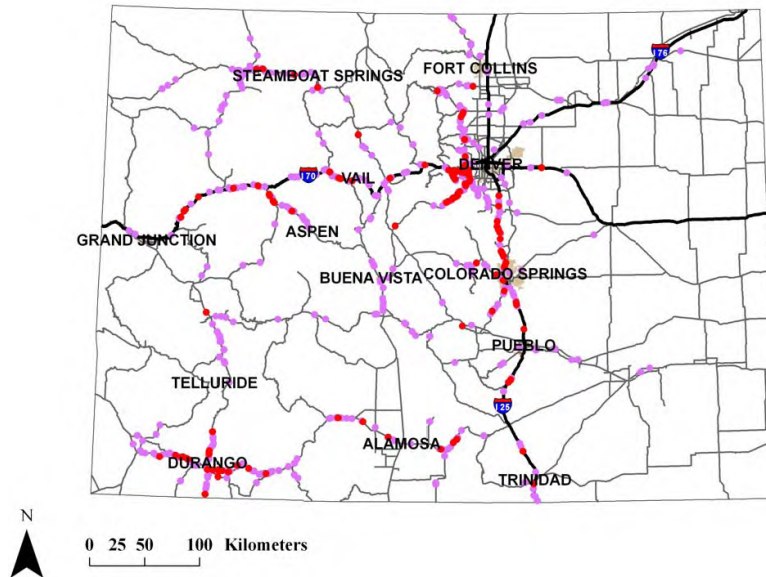 76
STEAMBOAT SPRINGS
FORT COLLINS
DENVER
170
VAIL
GRAND JUNCTION
ASPEN
BUENA VISTA
COLORADO SPRINGS
PUEBLO
TELLURIDE
125
ALAMOSA
DURANGO
TRINIDAD
N
0 25 50 100 Kilometers